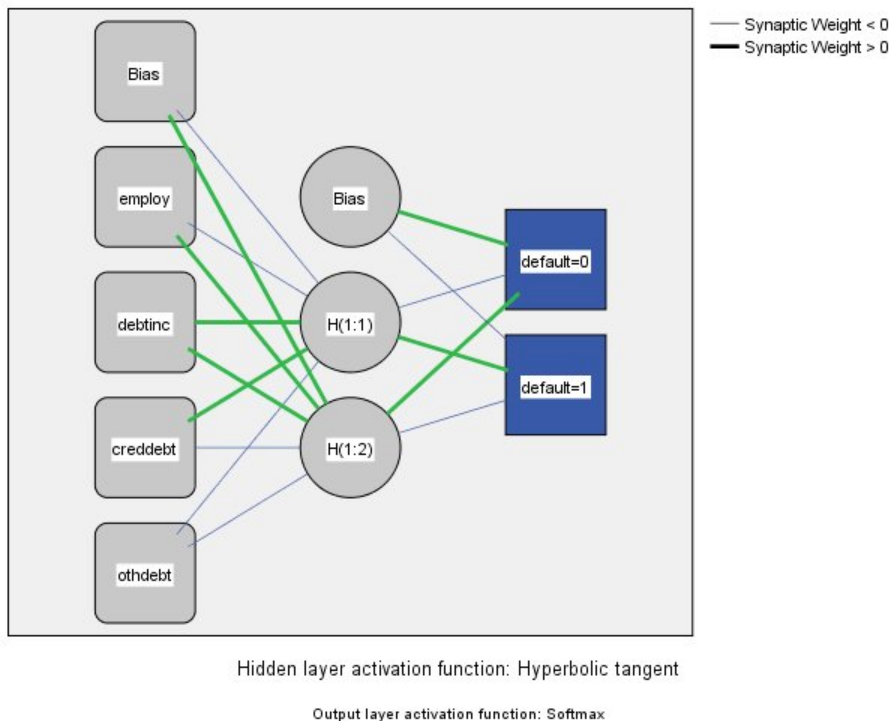 Synaptic Weight < 0
Synaptic Weight > 0
Bias
employ
debtinc
creddebt
othdebt
Bias
H(1:1)
H(1:2)
default=0
default=1
Hidden layer activation function: Hyperbolic tangent
Output layer activation function: Softmax